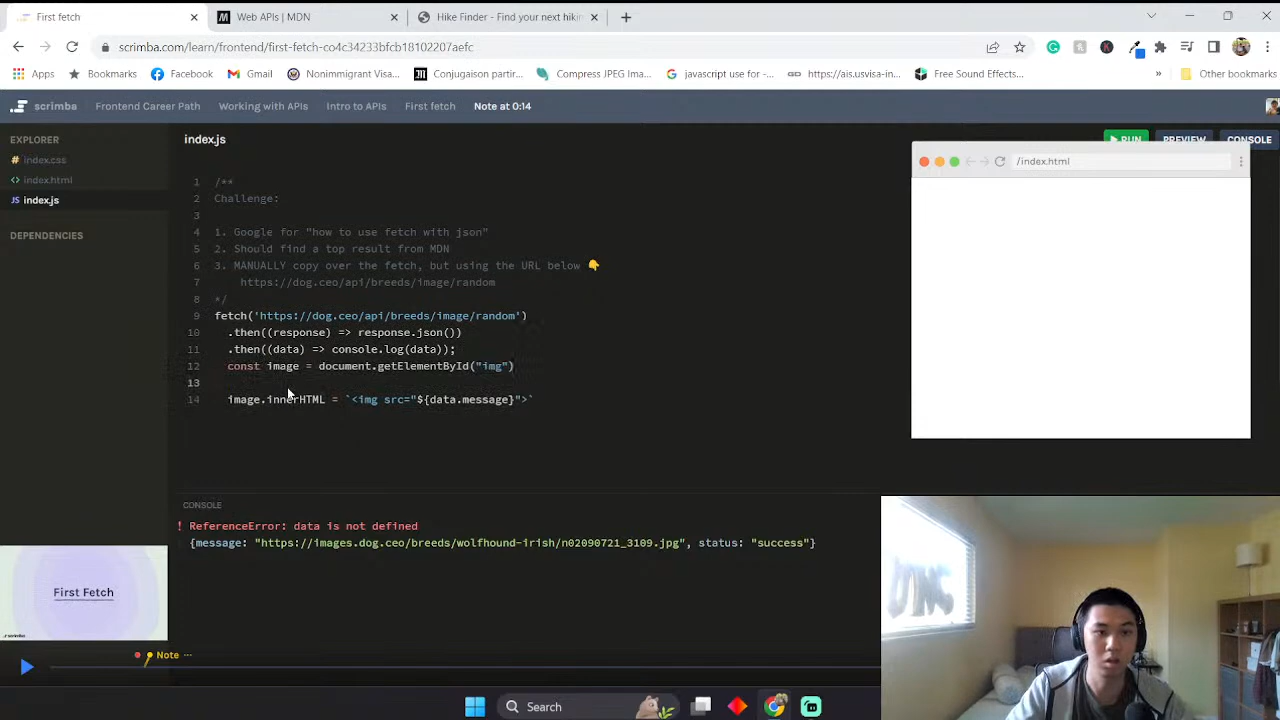 First fetch
Web APIs | MDN
Hike Finder - Find your next hikin
scrimba.com/learn/frontend/first-fetch-co4c34233bfcb18102207aefc
Apps
Bookmarks
Facebook
Gmail
Nonimmigrant Visa...
Conjugaison partir...
Compress JPEG Ima...
javascript use for -...
https://ais.usvisa-in...
Free Sound Effects...
»
Other bookmarks
scrimba
Frontend Career Path
Working with APIs
Intro to APIs
First fetch
Note at 0:14
EXPLORER
index.css
index.html
JS index.js
DEPENDENCIES
index.js
RUN
PREVIEW
CONSOLE
/index.html
1 /**
2 Challenge:
3
4 1. Google for "how to use fetch with json"
5 2. Should find a top result from MDN
6 3. MANUALLY copy over the fetch, but using the URL below 👇
7 https://dog.ceo/api/breeds/image/random
8 */
9 fetch('https://dog.ceo/api/breeds/image/random')
10 .then((response) => response.json())
11 .then((data) => console.log(data));
12 const image = document.getElementById("img")
13
14 image.innerHTML = `<img src="${data.message}">`
CONSOLE
! ReferenceError: data is not defined
{message: "https://images.dog.ceo/breeds/wolfhound-irish/n02090721_3109.jpg", status: "success"}
First Fetch
scrimba
Note ...
Search